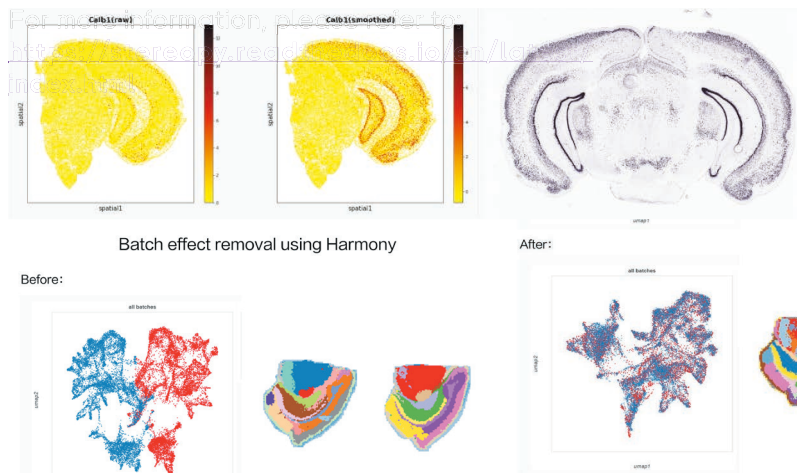 For more information, please refer to:
Calb1(raw)
Calb1(smoothed)
spatial2
spatial1
spatial2
spatial1
umap1
Batch effect removal using Harmony
After:
Before:
all batches
umap2
all batches
umap2
umap1